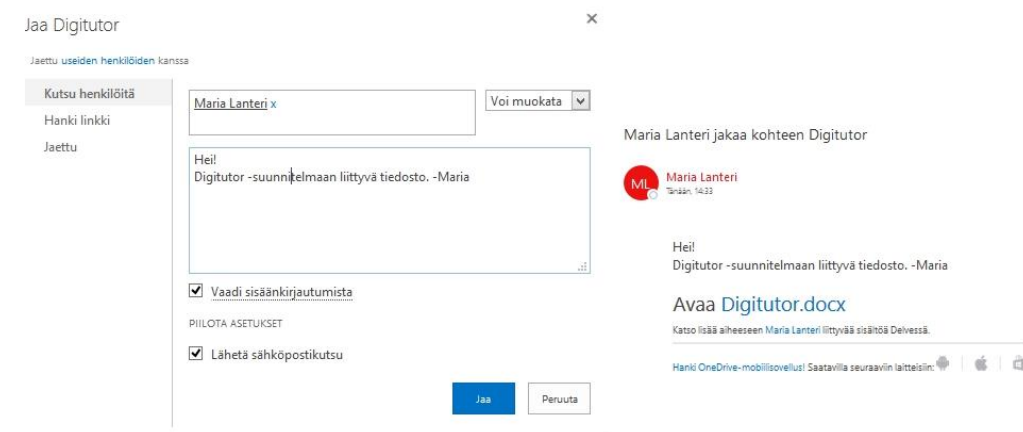 Jaa Digitutor
Jaettu useiden henkilöiden kanssa
Kutsu henkilöitä
Hanki linkki
Jaettu
Maria Lanteri x
Voi muokata
Hei!
Digitutor -suunnitelmaan liittyvä tiedosto. -Maria
Vaadi sisäänkirjautumista
PIILOTA ASETUKSET
Lähetä sähköpostikutsu
Jaa
Peruuta
Maria Lanteri jakaa kohteen Digitutor
ML
Maria Lanteri
Tänään, 14:33
Hei!
Digitutor -suunnitelmaan liittyvä tiedosto. -Maria
Avaa Digitutor.docx
Katso lisää aiheeseen Maria Lanteri liittyvää sisältöä Delvessä.
Hanki OneDrive-mobiilisovellus! Saatavilla seuraaviin laitteisiin: